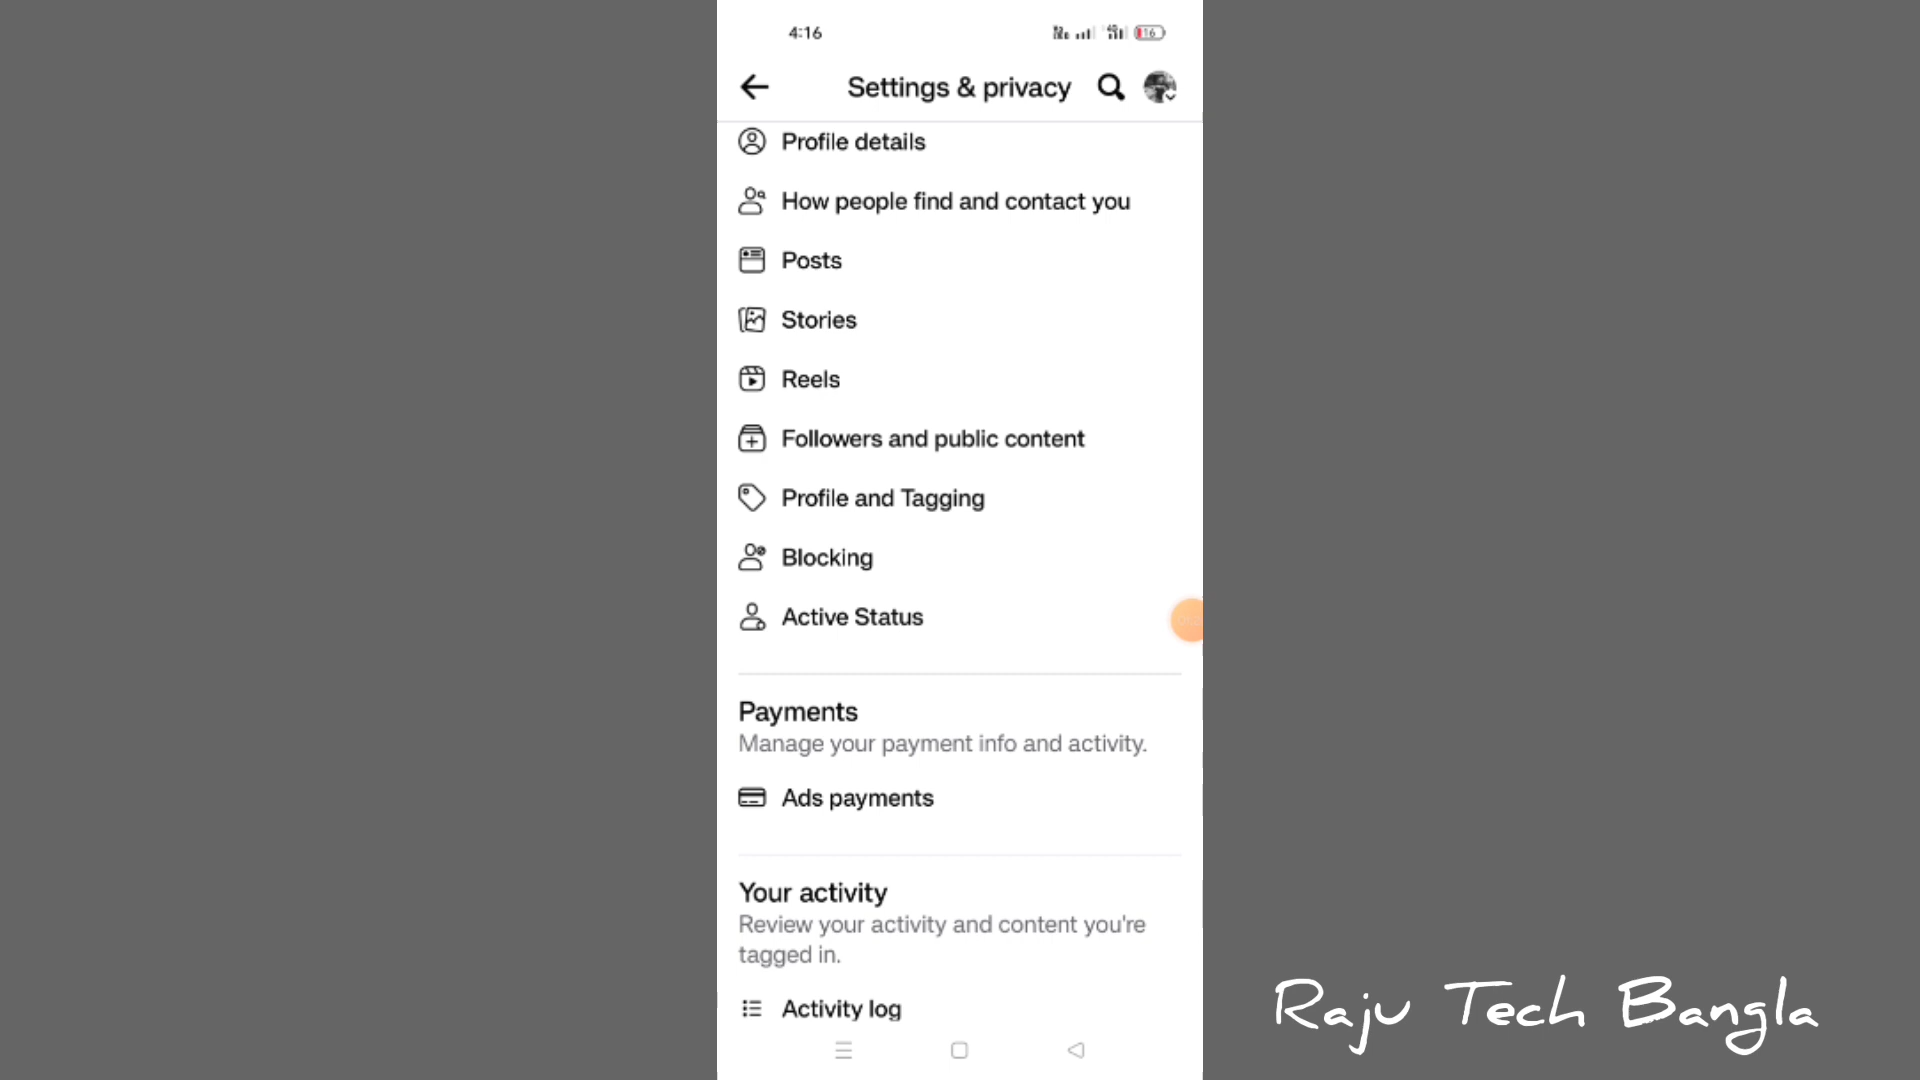 4:16
16
Settings & privacy
Profile details
How people find and contact you
Posts
Stories
Reels
Followers and public content
Profile and Tagging
Blocking
Active Status
Payments
Manage your payment info and activity.
Ads payments
Your activity
Review your activity and content you're
tagged in.
Activity log
Raju Tech Bangla